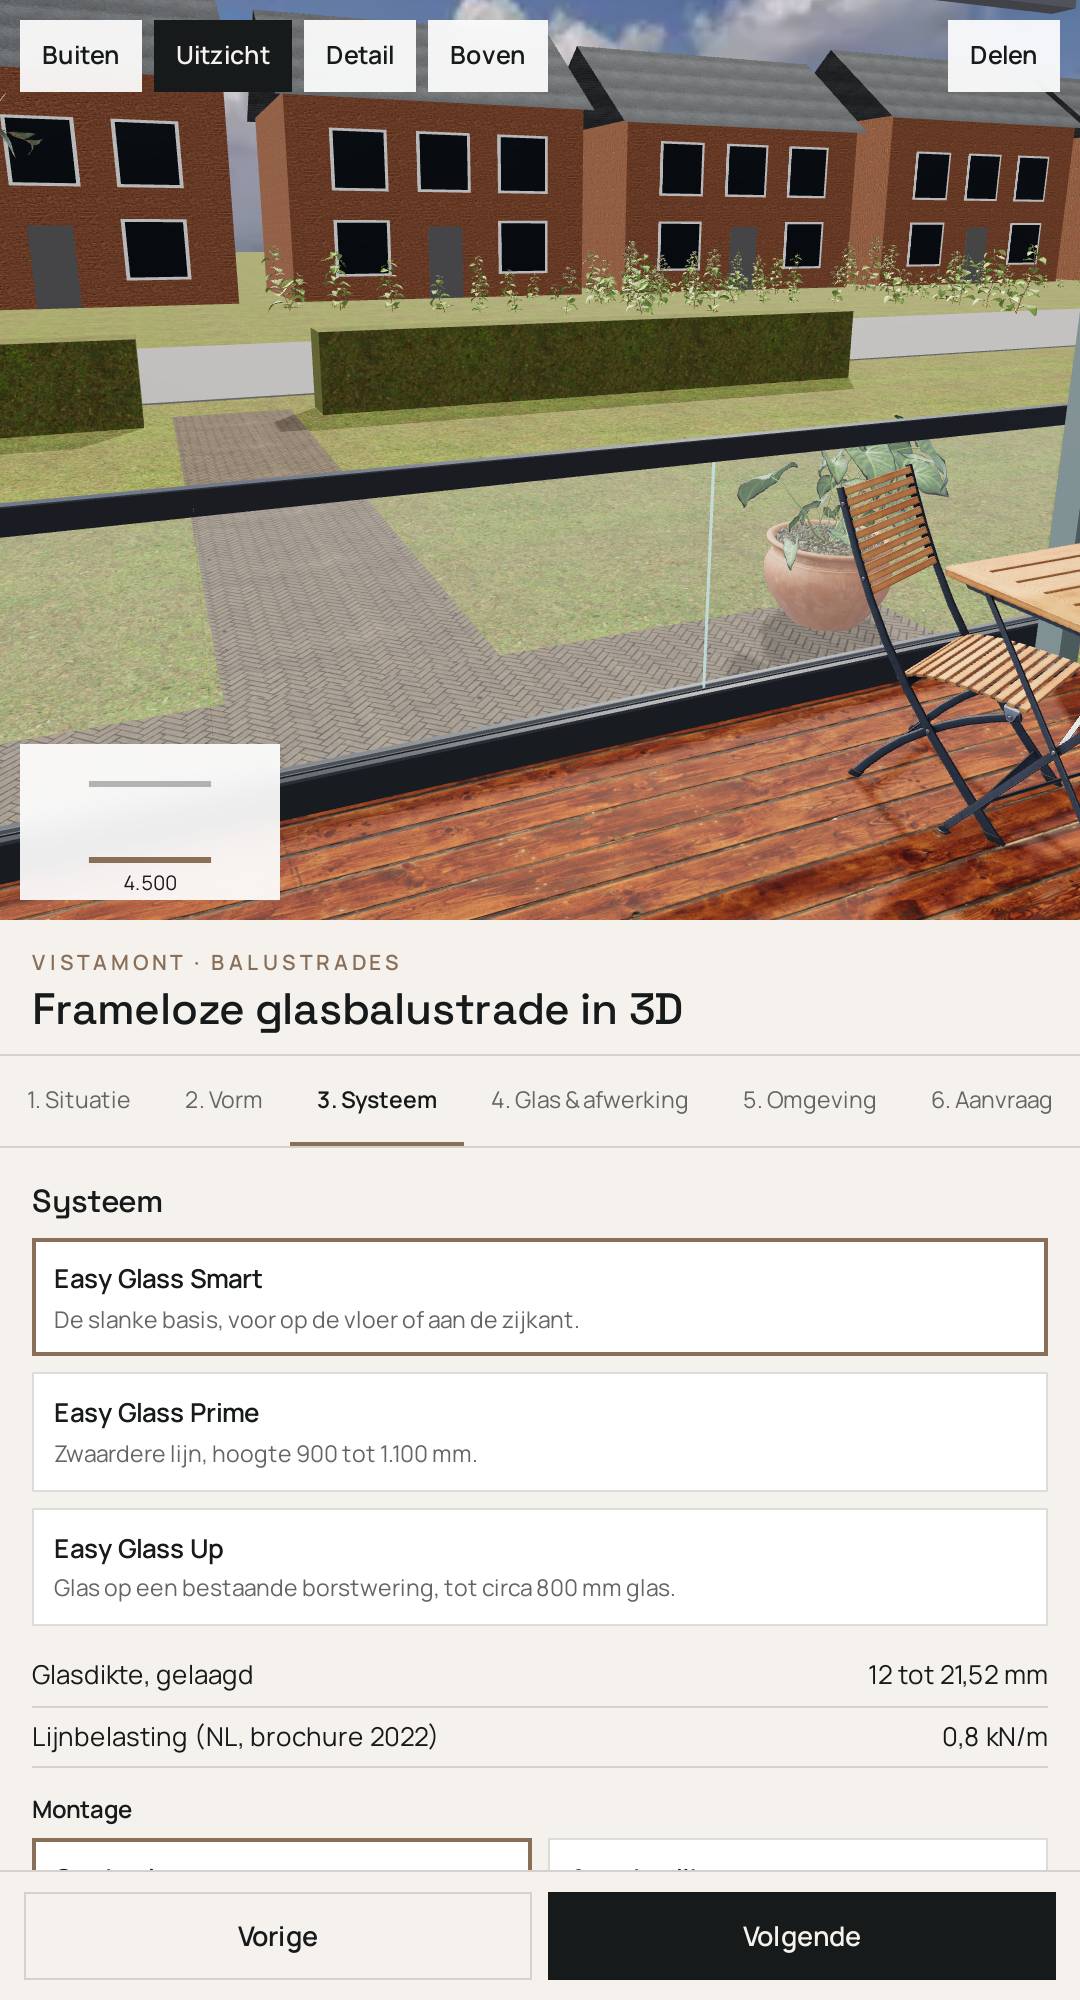 Buiten
Uitzicht
Detail
Boven
Delen
4.500
VISTAMONT · BALUSTRADES
Frameloze glasbalustrade in 3D
1. Situatie
2. Vorm
3. Systeem
4. Glas & afwerking
5. Omgeving
6. Aanvraag
Systeem
Easy Glass Smart
De slanke basis, voor op de vloer of aan de zijkant.
Easy Glass Prime
Zwaardere lijn, hoogte 900 tot 1.100 mm.
Easy Glass Up
Glas op een bestaande borstwering, tot circa 800 mm glas.
Glasdikte, gelaagd
12 tot 21,52 mm
Lijnbelasting (NL, brochure 2022)
0,8 kN/m
Montage
Vorige
Volgende